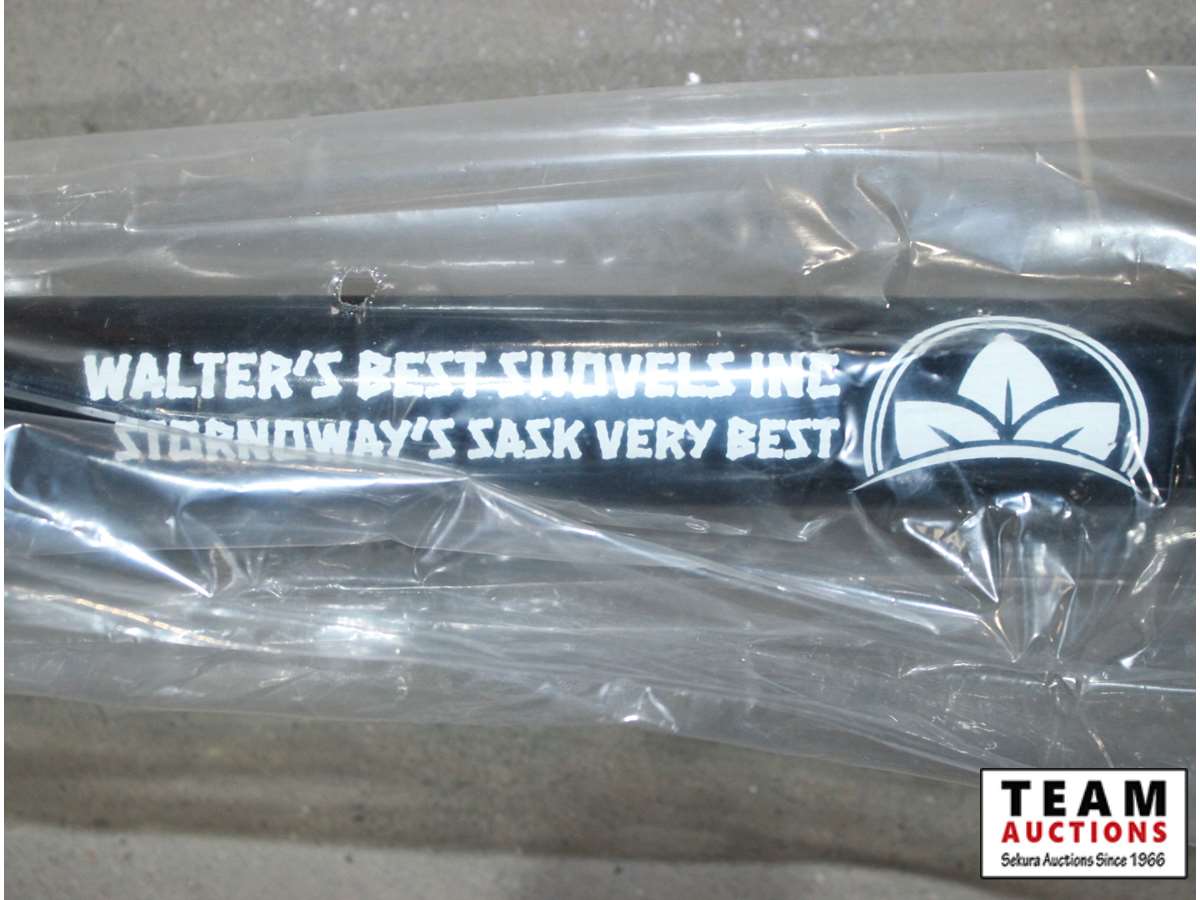 WALTER'S BEST SHOVELS INC
STORNOWAY'S SASK VERY BEST
TEAM
AUCTIONS
Sekura Auctions Since 1966